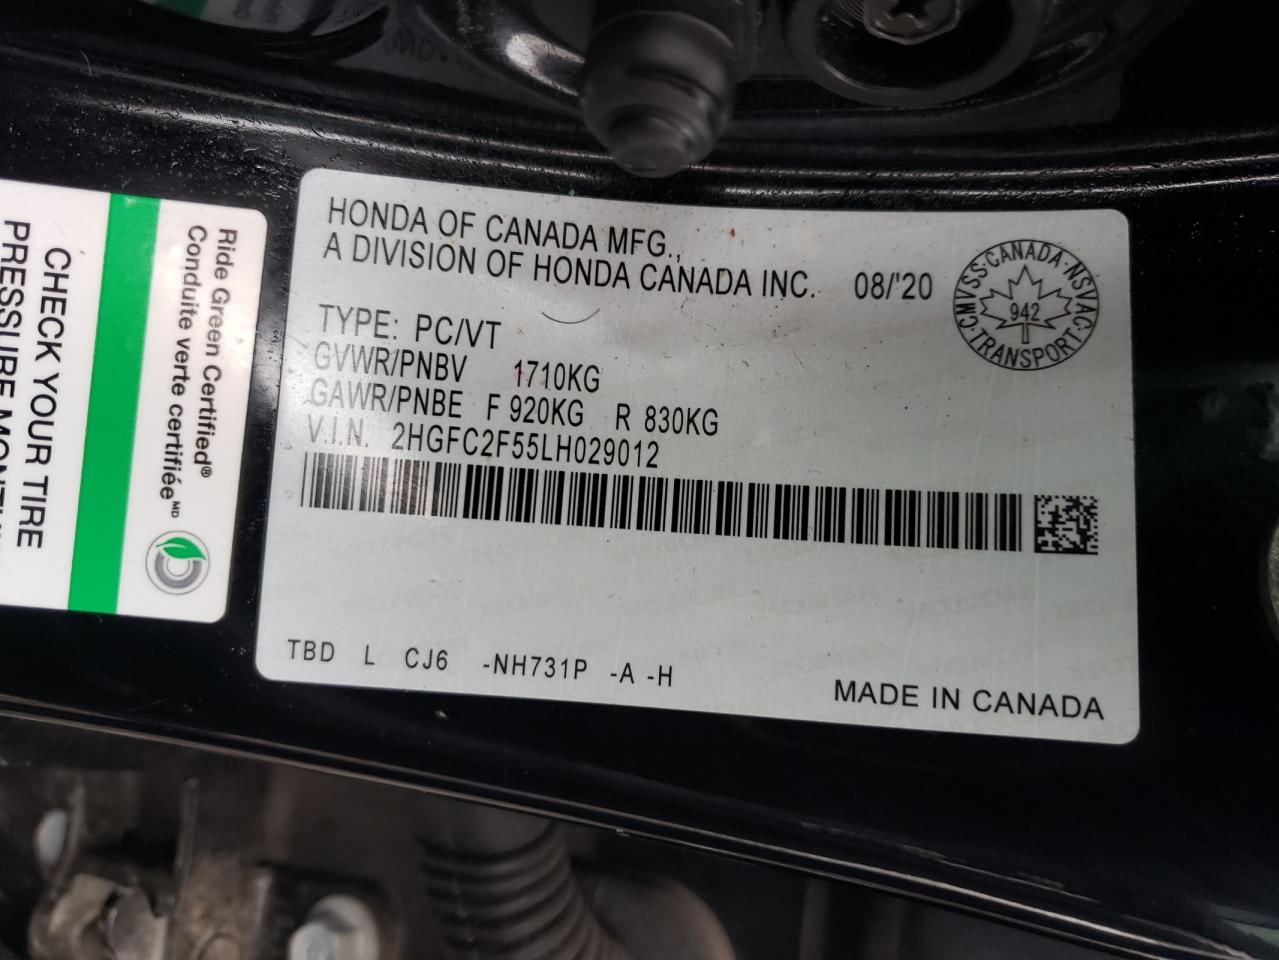 HONDA OF CANADA MFG.,
A DIVISION OF HONDA CANADA INC. 08/'20
CMVSS·CANADA·NSVAC·TRANSPORT·
942
TYPE: PC/VT
GVWR/PNBV 1710KG
GAWR/PNBE F 920KG R 830KG
V.I.N. 2HGFC2F55LH029012
TBD L CJ6 -NH731P -A -H
MADE IN CANADA
Ride Green Certified®
Conduite verte certifiée MD
CHECK YOUR TIRE
PRESSURE